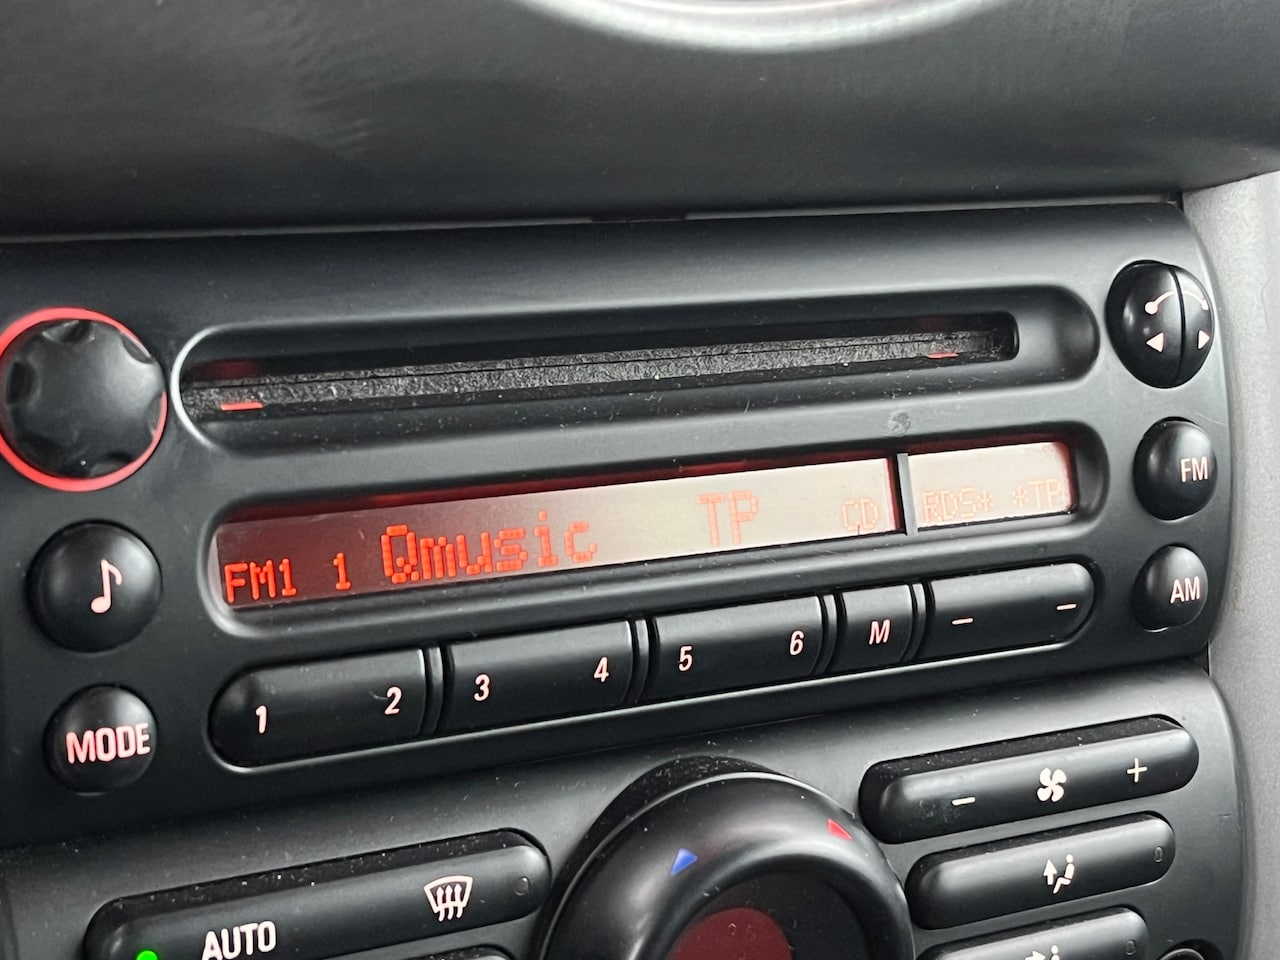 FM1 1 Qmusic TP CD RDS* *TP
FM
AM
MODE
1 2 3 4 5 6 M
AUTO